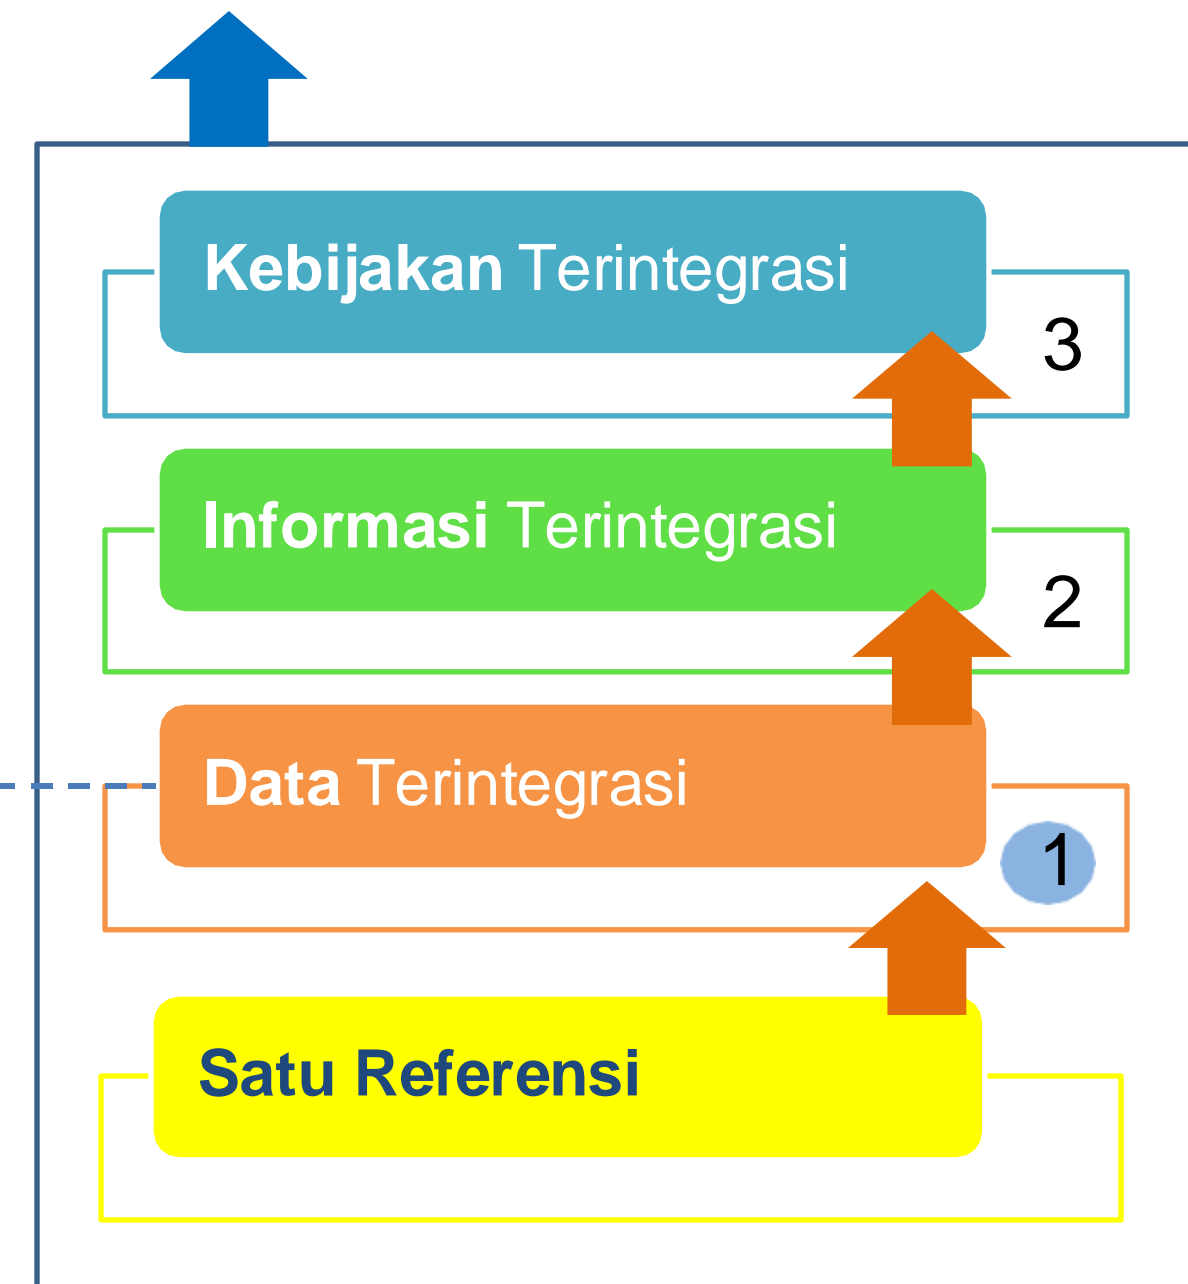 Kebijakan Terintegrasi
3
Informasi Terintegrasi
2
Data Terintegrasi
1
Satu Referensi